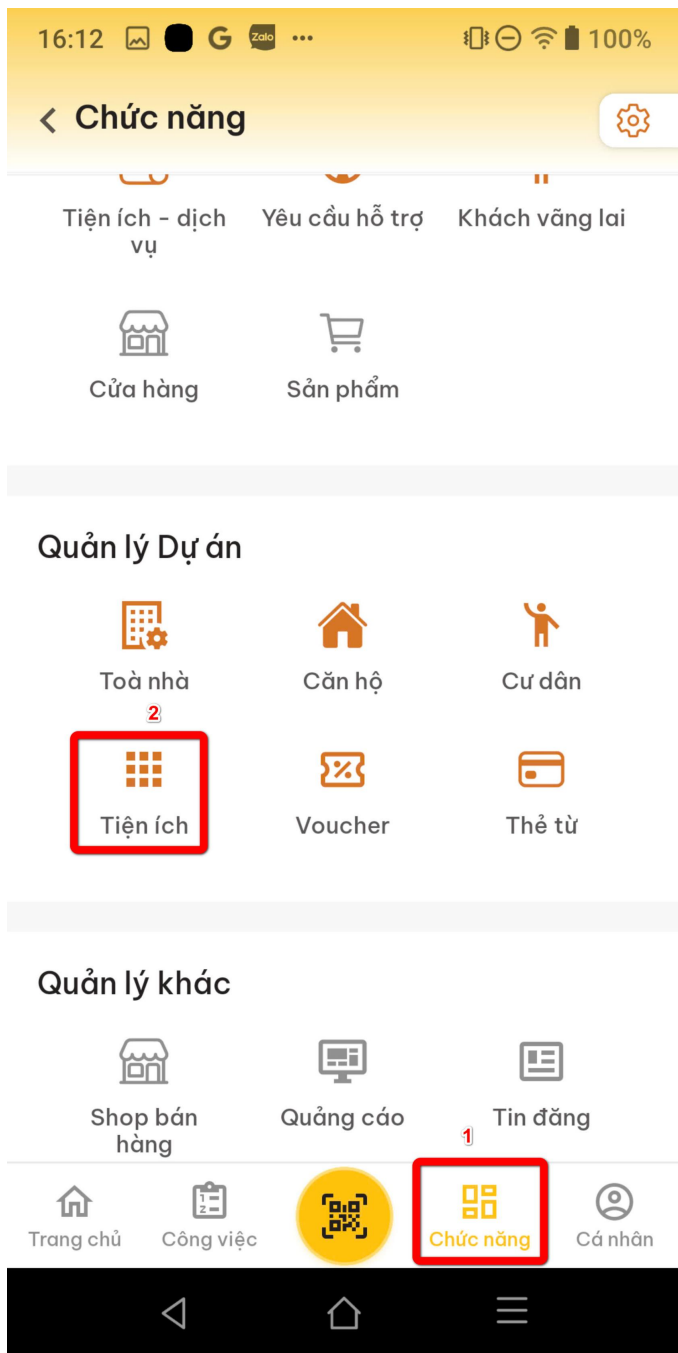 16:12 G Zalo ... 100%
Chức năng
Tiện ích - dịch
vụ
Yêu cầu hỗ trợ
Khách vãng lai
Cửa hàng
Sản phẩm
Quản lý Dự án
Toà nhà
Căn hộ
Cư dân
2
Tiện ích
Voucher
Thẻ từ
Quản lý khác
Shop bán
hàng
Quảng cáo
Tin đăng
1
Trang chủ
Công việc
Chức năng
Cá nhân